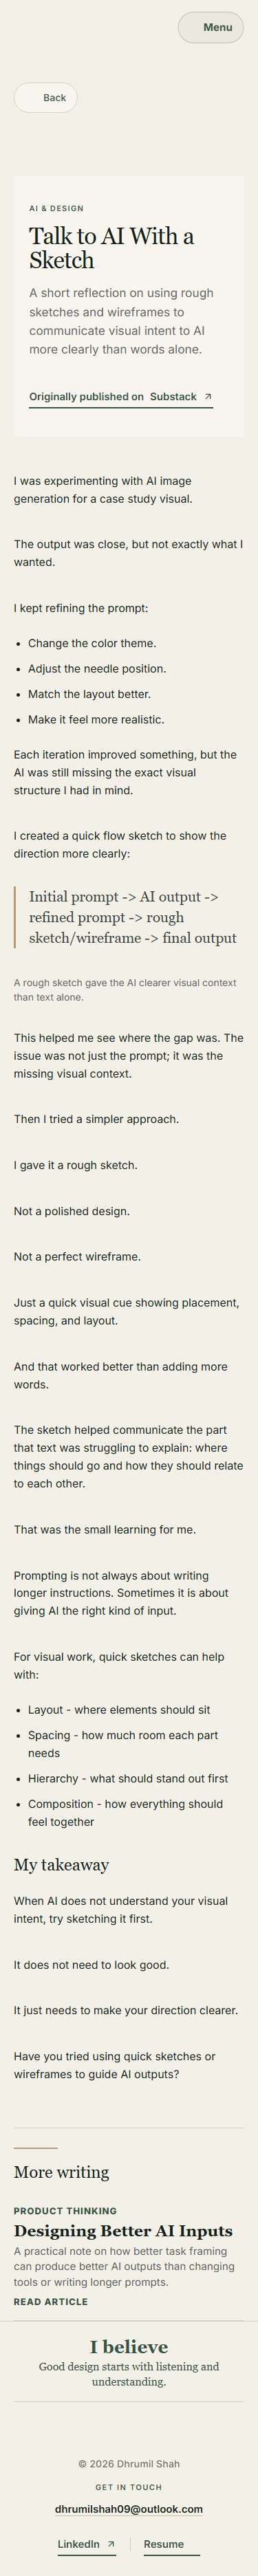 Menu
Back
AI & DESIGN
Talk to AI With a
Sketch
A short reflection on using rough
sketches and wireframes to
communicate visual intent to AI
more clearly than words alone.
Originally published on Substack
I was experimenting with AI image
generation for a case study visual.
The output was close, but not exactly what I
wanted.
I kept refining the prompt:
• Change the color theme.
• Adjust the needle position.
• Match the layout better.
• Make it feel more realistic.
Each iteration improved something, but the
AI was still missing the exact visual
structure I had in mind.
I created a quick flow sketch to show the
direction more clearly:
Initial prompt -> AI output ->
refined prompt -> rough
sketch/wireframe -> final output
A rough sketch gave the AI clearer visual context
than text alone.
This helped me see where the gap was. The
issue was not just the prompt; it was the
missing visual context.
Then I tried a simpler approach.
I gave it a rough sketch.
Not a polished design.
Not a perfect wireframe.
Just a quick visual cue showing placement,
spacing, and layout.
And that worked better than adding more
words.
The sketch helped communicate the part
that text was struggling to explain: where
things should go and how they should relate
to each other.
That was the small learning for me.
Prompting is not always about writing
longer instructions. Sometimes it is about
giving AI the right kind of input.
For visual work, quick sketches can help
with:
• Layout - where elements should sit
• Spacing - how much room each part
needs
• Hierarchy - what should stand out first
• Composition - how everything should
feel together
My takeaway
When AI does not understand your visual
intent, try sketching it first.
It does not need to look good.
It just needs to make your direction clearer.
Have you tried using quick sketches or
wireframes to guide AI outputs?
More writing
PRODUCT THINKING
Designing Better AI Inputs
A practical note on how better task framing
can produce better AI outputs than changing
tools or writing longer prompts.
READ ARTICLE
I believe
Good design starts with listening and
understanding.
© 2026 Dhrumil Shah
GET IN TOUCH
dhrumilshah09@outlook.com
LinkedIn
Resume